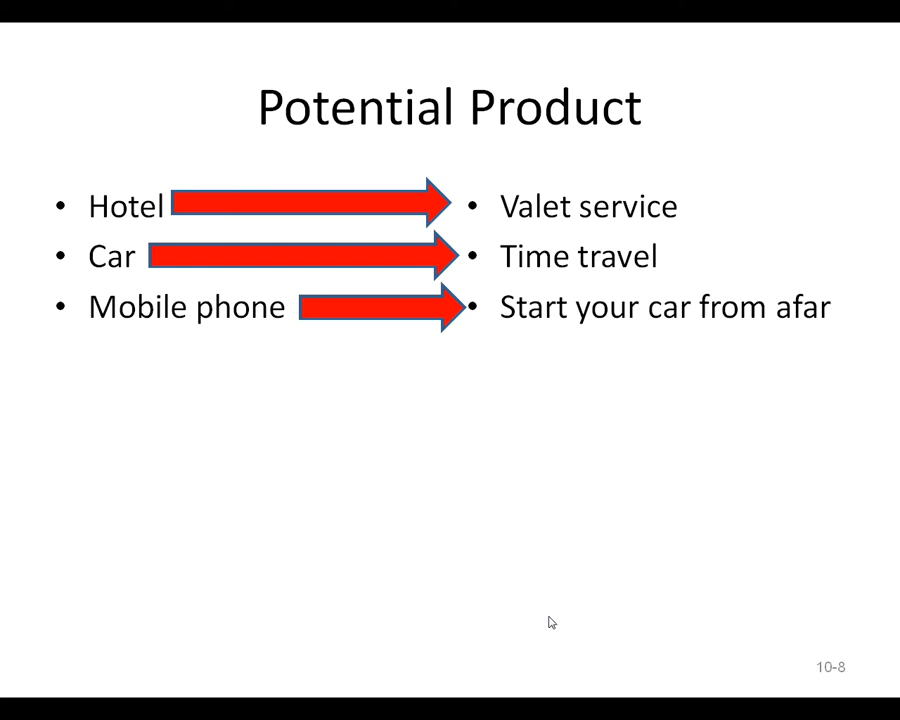 Potential Product
• Hotel
• Car
• Mobile phone
• Valet service
• Time travel
• Start your car from afar
10-8